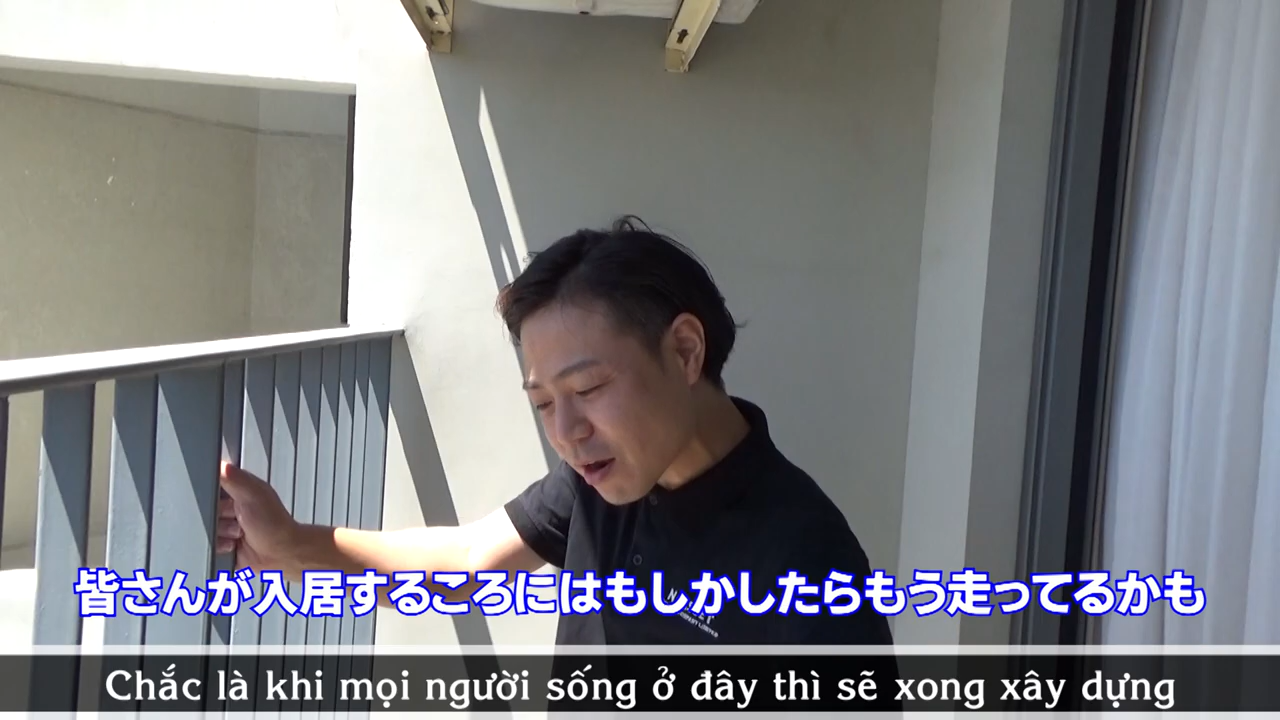 皆さんが入居するころにはもしかしたらもう走ってるかも
Chắc là khi mọi người sống ở đây thì sẽ xong xây dựng